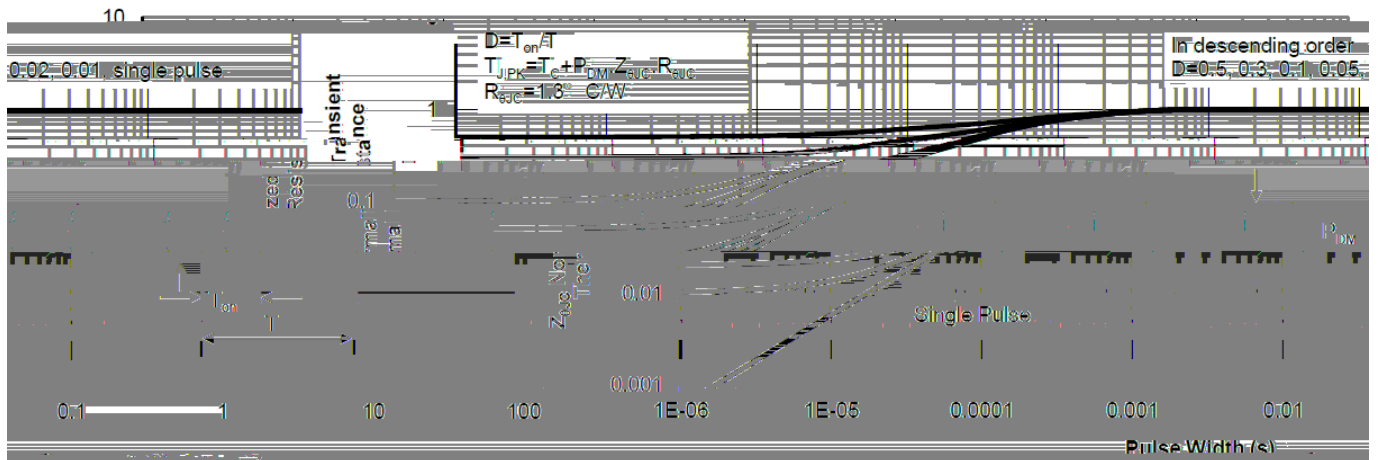 10
D=Ton/T
TJ,PK=TC+PDM.ZθJC.RθJC
RθJC=1.3° C/W
In descending order
D=0.5, 0.3, 0.1, 0.05,
0.02, 0.01, single pulse
1
Transient
0.1
PDM
Ton
T
0.01
Single Pulse
0.001
0.1 1 10 100 1E-06 1E-05 0.0001 0.001 0.01
Pulse Width (s)